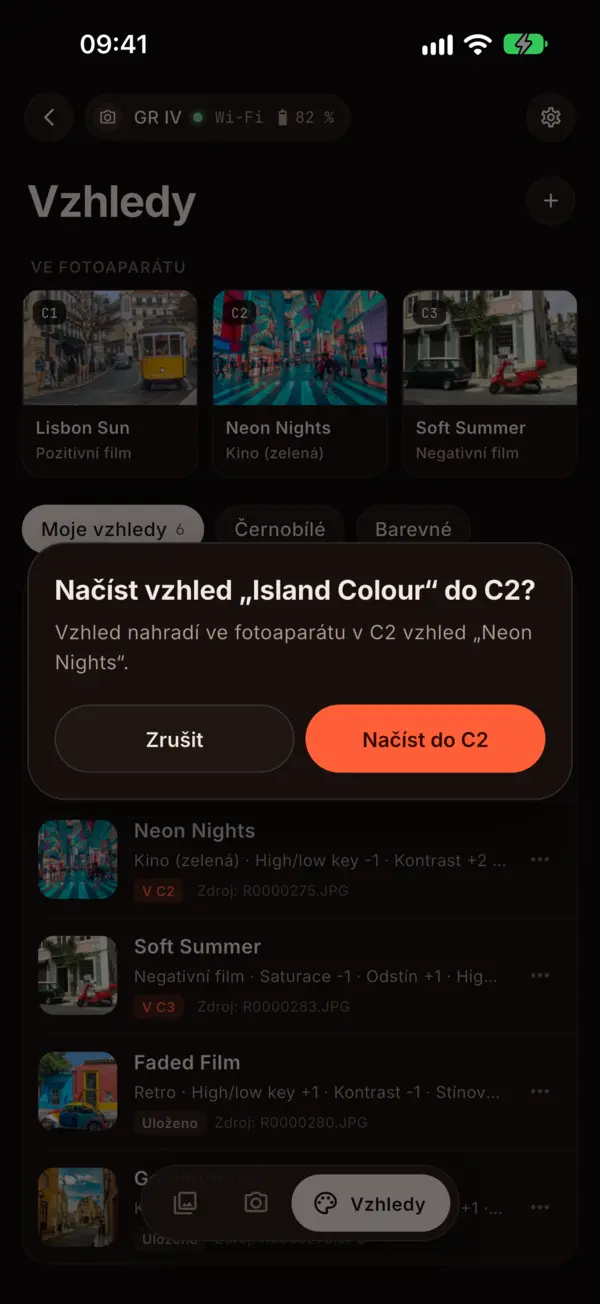 09:41
GR IV Wi-Fi 82 %
Vzhledy
VE FOTOAPARÁTU
C1
C2
C3
Lisbon Sun
Pozitivní film
Neon Nights
Kino (zelená)
Soft Summer
Negativní film
Moje vzhledy 6
Černobílé
Barevné
Načíst vzhled „Island Colour“ do C2?
Vzhled nahradí ve fotoaparátu v C2 vzhled „Neon
Nights“.
Zrušit
Načíst do C2
Neon Nights
Kino (zelená) · High/low key -1 · Kontrast +2 ...
V C2 Zdroj: R0000275.JPG
Soft Summer
Negativní film · Saturace -1 · Odstín +1 · Hig...
V C3 Zdroj: R0000283.JPG
Faded Film
Retro · High/low key +1 · Kontrast -1 · Stínov...
Uloženo Zdroj: R0000280.JPG
Vzhledy
Uloženo